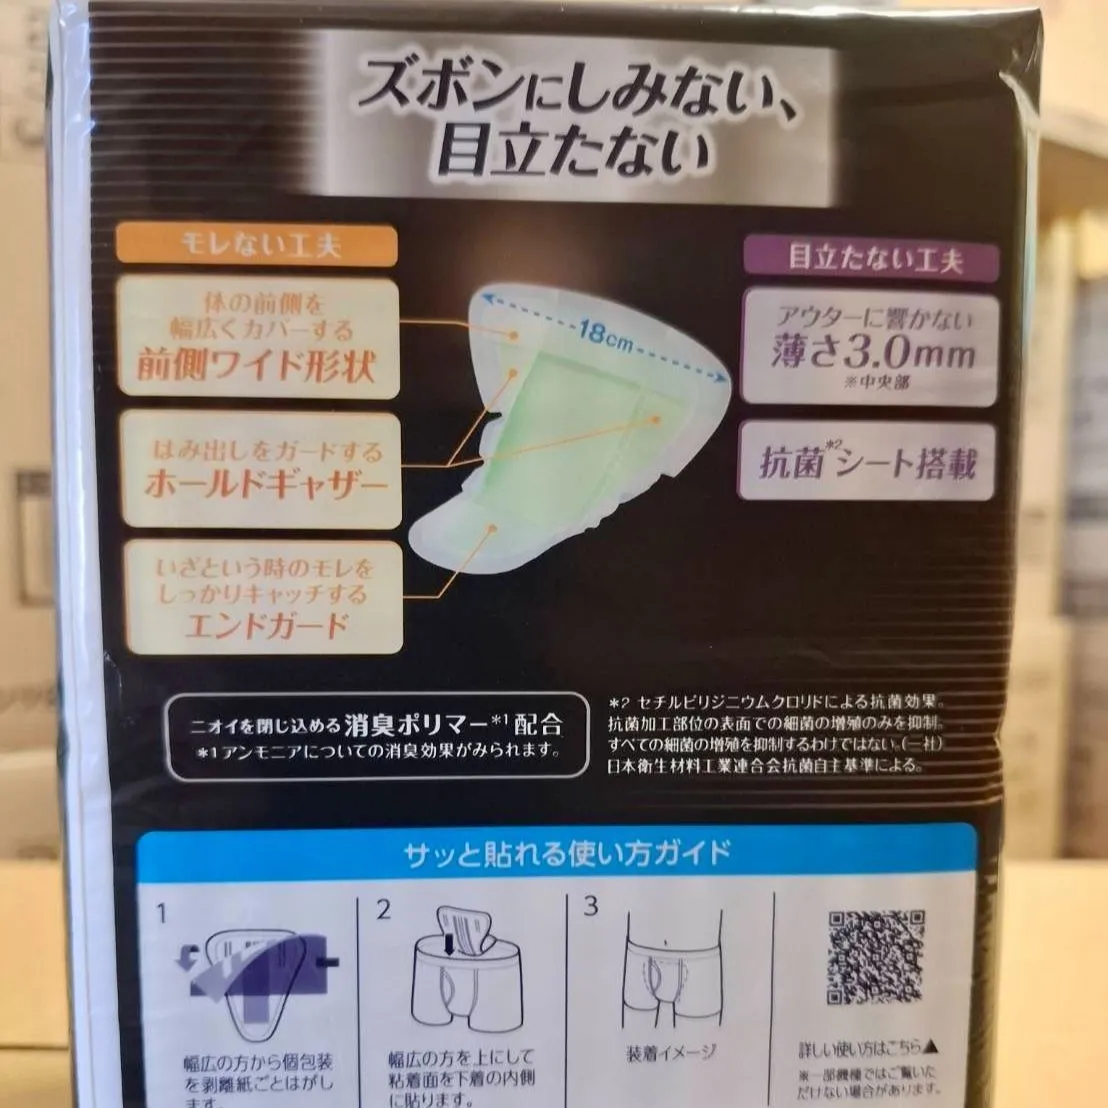 ズボンにしみない、
目立たない
モレない工夫
体の前側を
幅広くカバーする
前側ワイド形状
はみ出しをガードする
ホールドギャザー
いざという時のモレを
しっかりキャッチする
エンドガード
18cm
目立たない工夫
アウターに響かない
薄さ3.0mm
※中央部
抗菌*2シート搭載
ニオイを閉じ込める消臭ポリマー*1配合
*1アンモニアについての消臭効果がみられます。
*2 セチルピリジニウムクロリドによる抗菌効果。
抗菌加工部位の表面での細菌の増殖のみを抑制。
すべての細菌の増殖を抑制するわけではない。(一社)
日本衛生材料工業連合会抗菌自主基準による。
サッと貼れる使い方ガイド
1
幅広の方から個包装
を剥離紙ごとはがし
ます。
2
幅広の方を上にして
粘着面を下着の内側
に貼ります。
3
装着イメージ
詳しい使い方はこちら▲
※一部機種ではご覧いた
だけない場合があります。